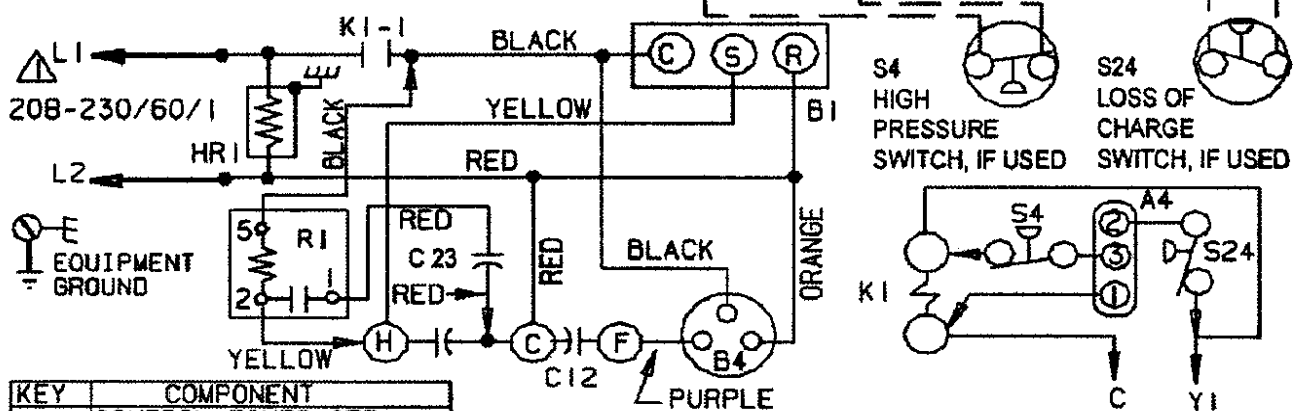 K1-1
L1
BLACK
C S R
S4
HIGH
PRESSURE
SWITCH, IF USED
S24
LOSS OF
CHARGE
SWITCH, IF USED
208-230/60/1
BLACK
YELLOW
B1
HR1
L2
RED
EQUIPMENT
GROUND
5
R1
RED
C 23
RED
BLACK
ORANGE
2
1
RED
H
C
F
B4
YELLOW
C12
PURPLE
S4
A4
2
3
1
S24
K1
C
Y1
KEY COMPONENT